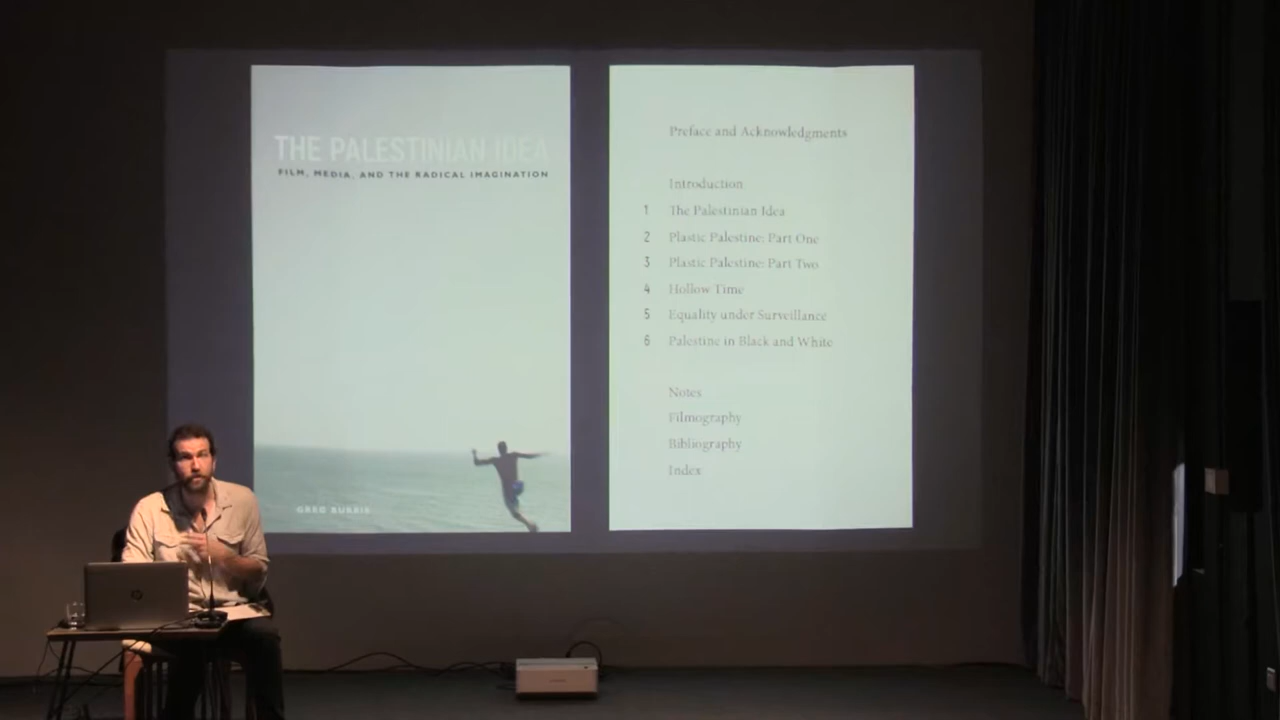 THE PALESTINIAN IDEA
FILM, MEDIA, AND THE RADICAL IMAGINATION
GREG BURRIS
Preface and Acknowledgments
Introduction
1 The Palestinian Idea
2 Plastic Palestine: Part One
3 Plastic Palestine: Part Two
4 Hollow Time
5 Equality under Surveillance
6 Palestine in Black and White
Notes
Filmography
Bibliography
Index
hp